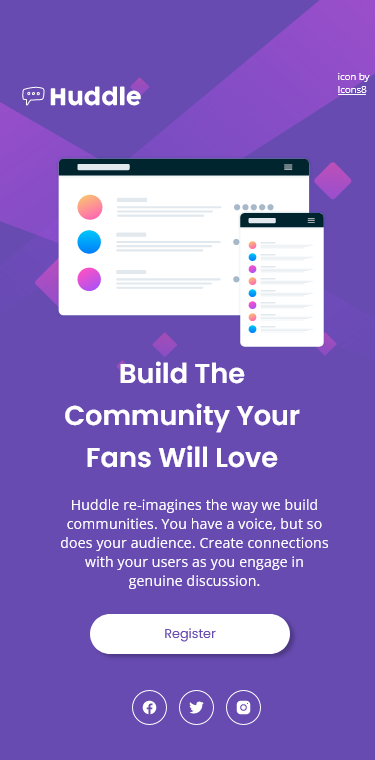 Huddle
icon by
Icons8
Build The
Community Your
Fans Will Love
Huddle re-imagines the way we build
communities. You have a voice, but so
does your audience. Create connections
with your users as you engage in
genuine discussion.
Register